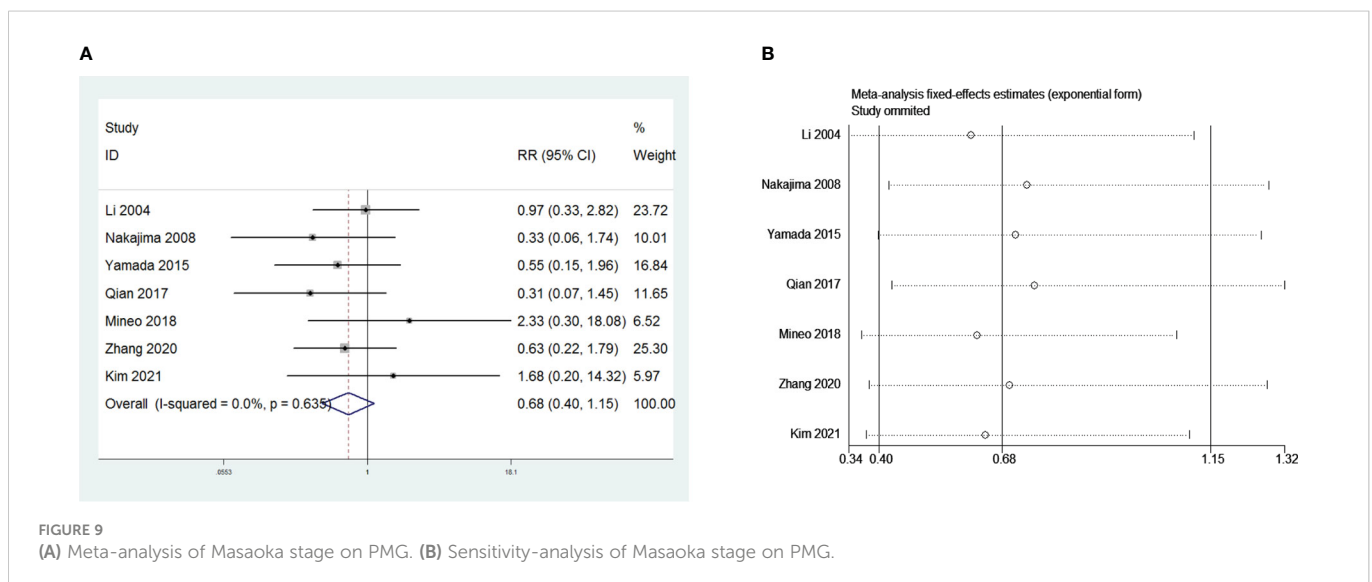 A
Study %
ID RR (95% CI) Weight
Li 2004 0.97 (0.33, 2.82) 23.72
Nakajima 2008 0.33 (0.06, 1.74) 10.01
Yamada 2015 0.55 (0.15, 1.96) 16.84
Qian 2017 0.31 (0.07, 1.45) 11.65
Mineo 2018 2.33 (0.30, 18.08) 6.52
Zhang 2020 0.63 (0.22, 1.79) 25.30
Kim 2021 1.68 (0.20, 14.32) 5.97
Overall (I-squared = 0.0%, p = 0.635) 0.68 (0.40, 1.15) 100.00
.0553 1 18.1
B
Meta-analysis fixed-effects estimates (exponential form)
Study ommited
Li 2004
Nakajima 2008
Yamada 2015
Qian 2017
Mineo 2018
Zhang 2020
Kim 2021
0.34 0.40 0.68 1.15 1.32
FIGURE 9
(A) Meta-analysis of Masaoka stage on PMG. (B) Sensitivity-analysis of Masaoka stage on PMG.